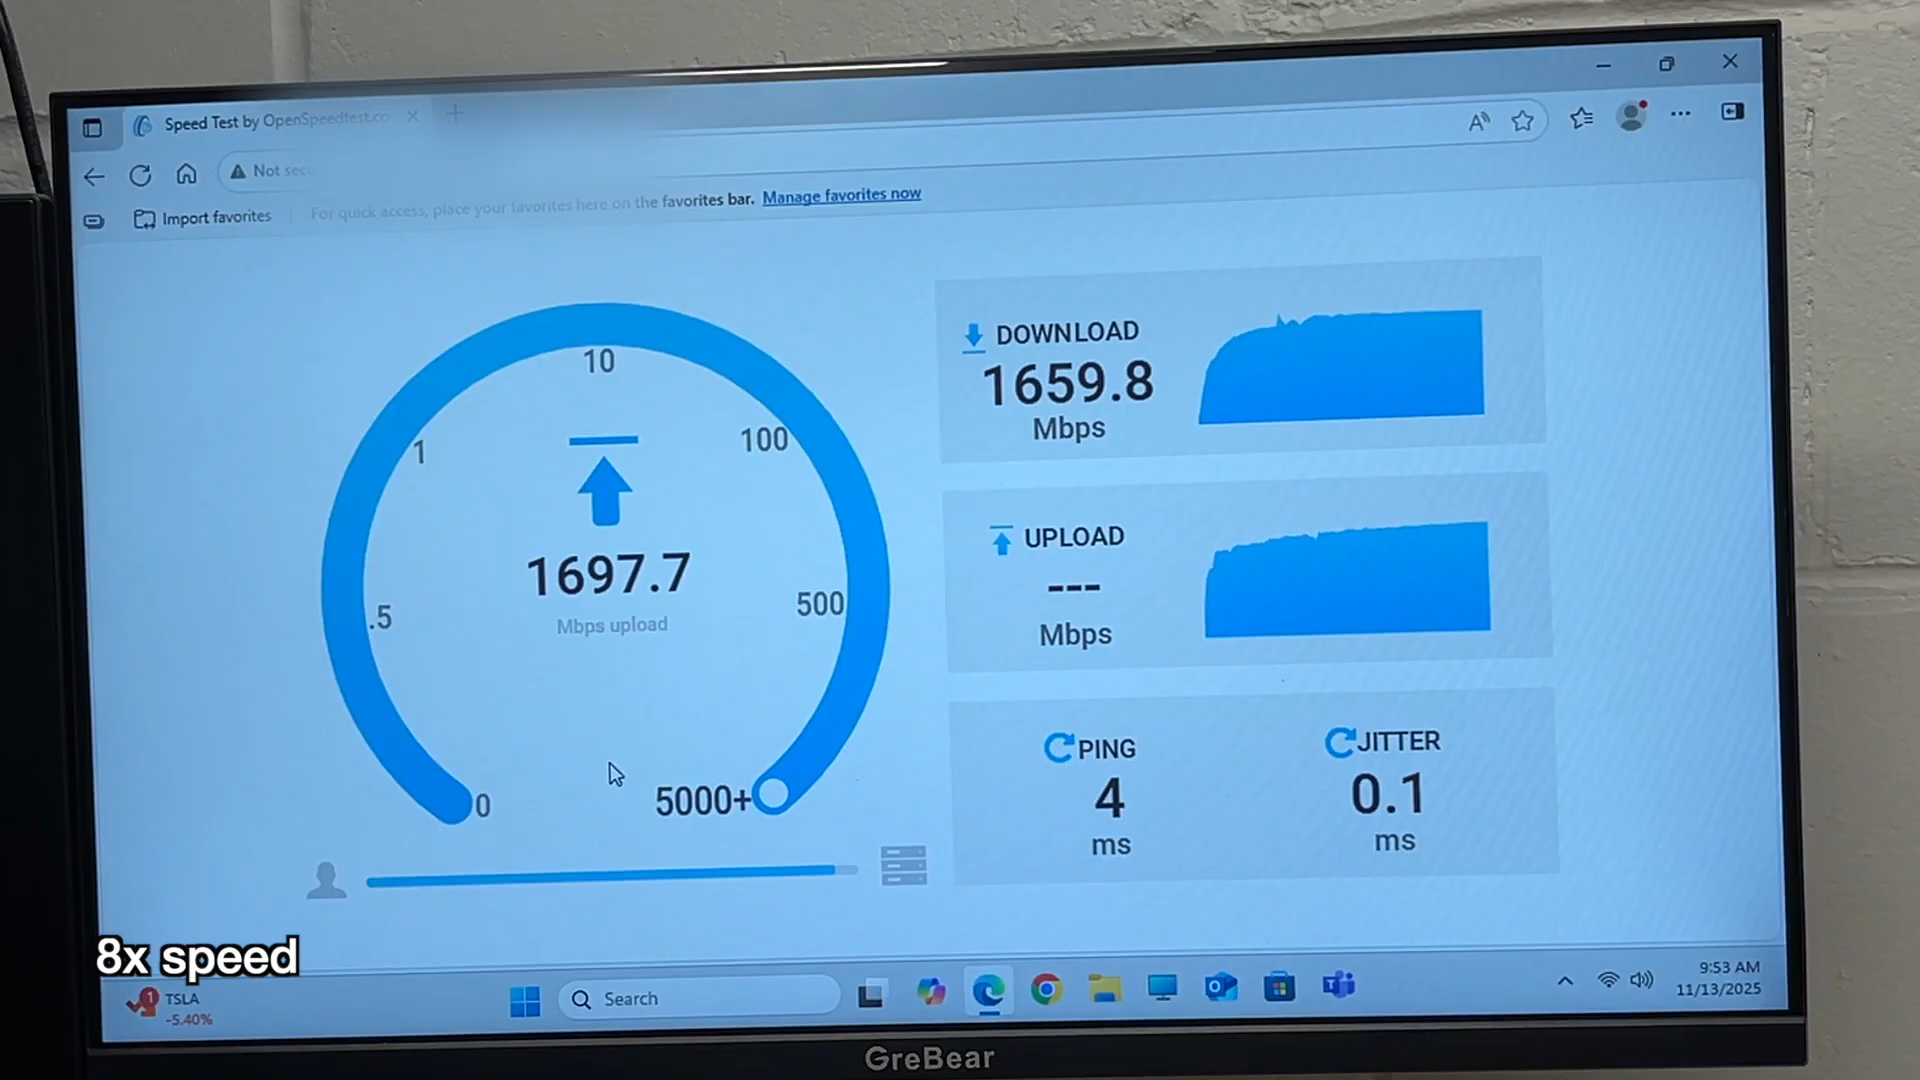 Speed Test by OpenSpeedtest.co
Not secu
Import favorites
For quick access, place your favorites here on the favorites bar. Manage favorites now
10
1
100
.5
500
0
5000+
1697.7
Mbps upload
DOWNLOAD
1659.8
Mbps
UPLOAD
---
Mbps
PING
4
ms
JITTER
0.1
ms
8x speed
1
TSLA
-5.40%
Search
9:53 AM
11/13/2025
GreBear